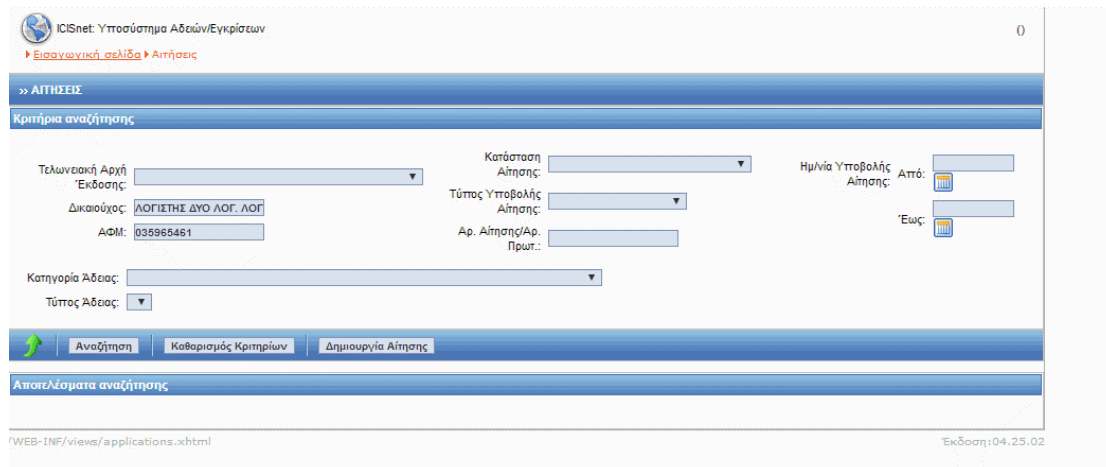 ICISnet: Υποσύστημα Αδειών/Εγκρίσεων
()
Εισαγωγική σελίδα Αιτήσεις
›› ΑΙΤΗΣΕΙΣ
Κριτήρια αναζήτησης
Τελωνειακή Αρχή
Έκδοσης:
Δικαιούχος: ΛΟΓΙΣΤΗΣ ΔΥΟ ΛΟΓ. ΛΟΓ
ΑΦΜ: 035965461
Κατάσταση
Αίτησης:
Τύπος Υποβολής
Αίτησης:
Αρ. Αίτησης/Αρ.
Πρωτ.:
Ημ/νία Υποβολής
Αίτησης:
Από:
Έως:
Κατηγορία Άδειας:
Τύπος Άδειας:
Αναζήτηση Καθαρισμός Κριτηρίων Δημιουργία Αίτησης
Αποτελέσματα αναζήτησης
/WEB-INF/views/applications.xhtml Έκδοση:04.25.02